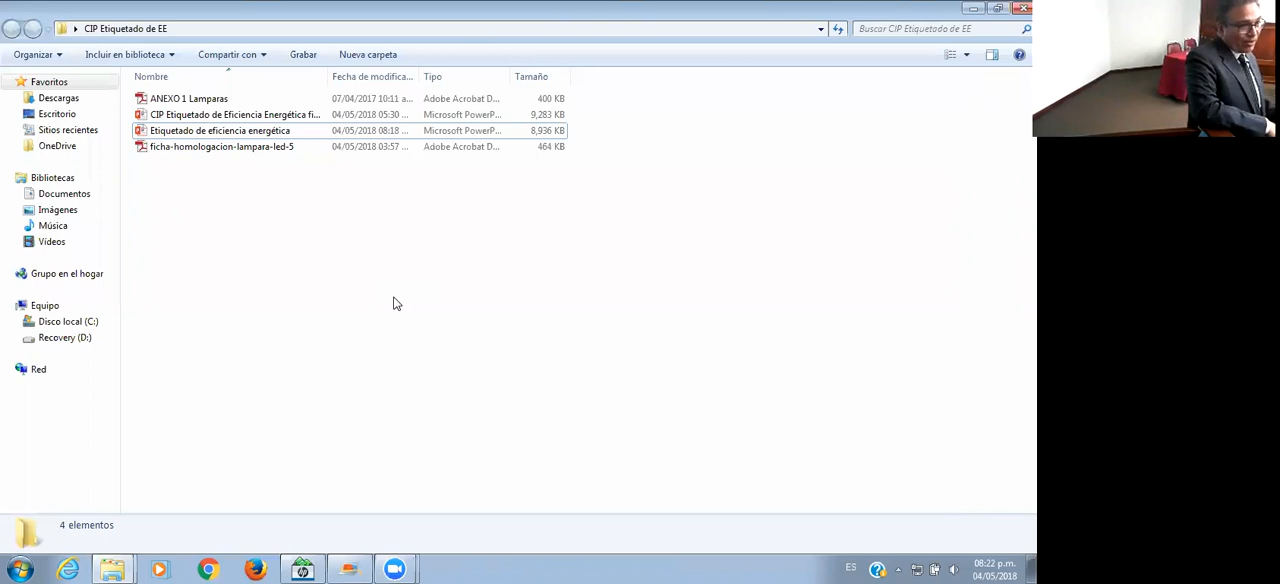 CIP Etiquetado de EE
Buscar CIP Etiquetado de EE
Organizar Incluir en biblioteca Compartir con Grabar Nueva carpeta
Favoritos
Descargas
Escritorio
Sitios recientes
OneDrive
Bibliotecas
Documentos
Imágenes
Música
Vídeos
Grupo en el hogar
Equipo
Disco local (C:)
Recovery (D:)
Red
Nombre Fecha de modifica... Tipo Tamaño
ANEXO 1 Lamparas 07/04/2017 10:11 a... Adobe Acrobat D... 400 KB
CIP Etiquetado de Eficiencia Energética fi... 04/05/2018 05:30 ... Microsoft PowerP... 9,283 KB
Etiquetado de eficiencia energética 04/05/2018 08:18 ... Microsoft PowerP... 8,936 KB
ficha-homologacion-lampara-led-5 04/05/2018 03:57 ... Adobe Acrobat D... 464 KB
4 elementos
ES
08:22 p.m.
04/05/2018